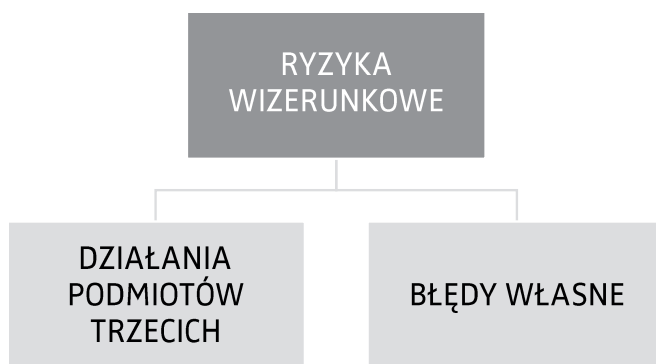 RYZYKA
WIZERUNKOWE
DZIAŁANIA
PODMIOTÓW
TRZECICH
BŁĘDY WŁASNE